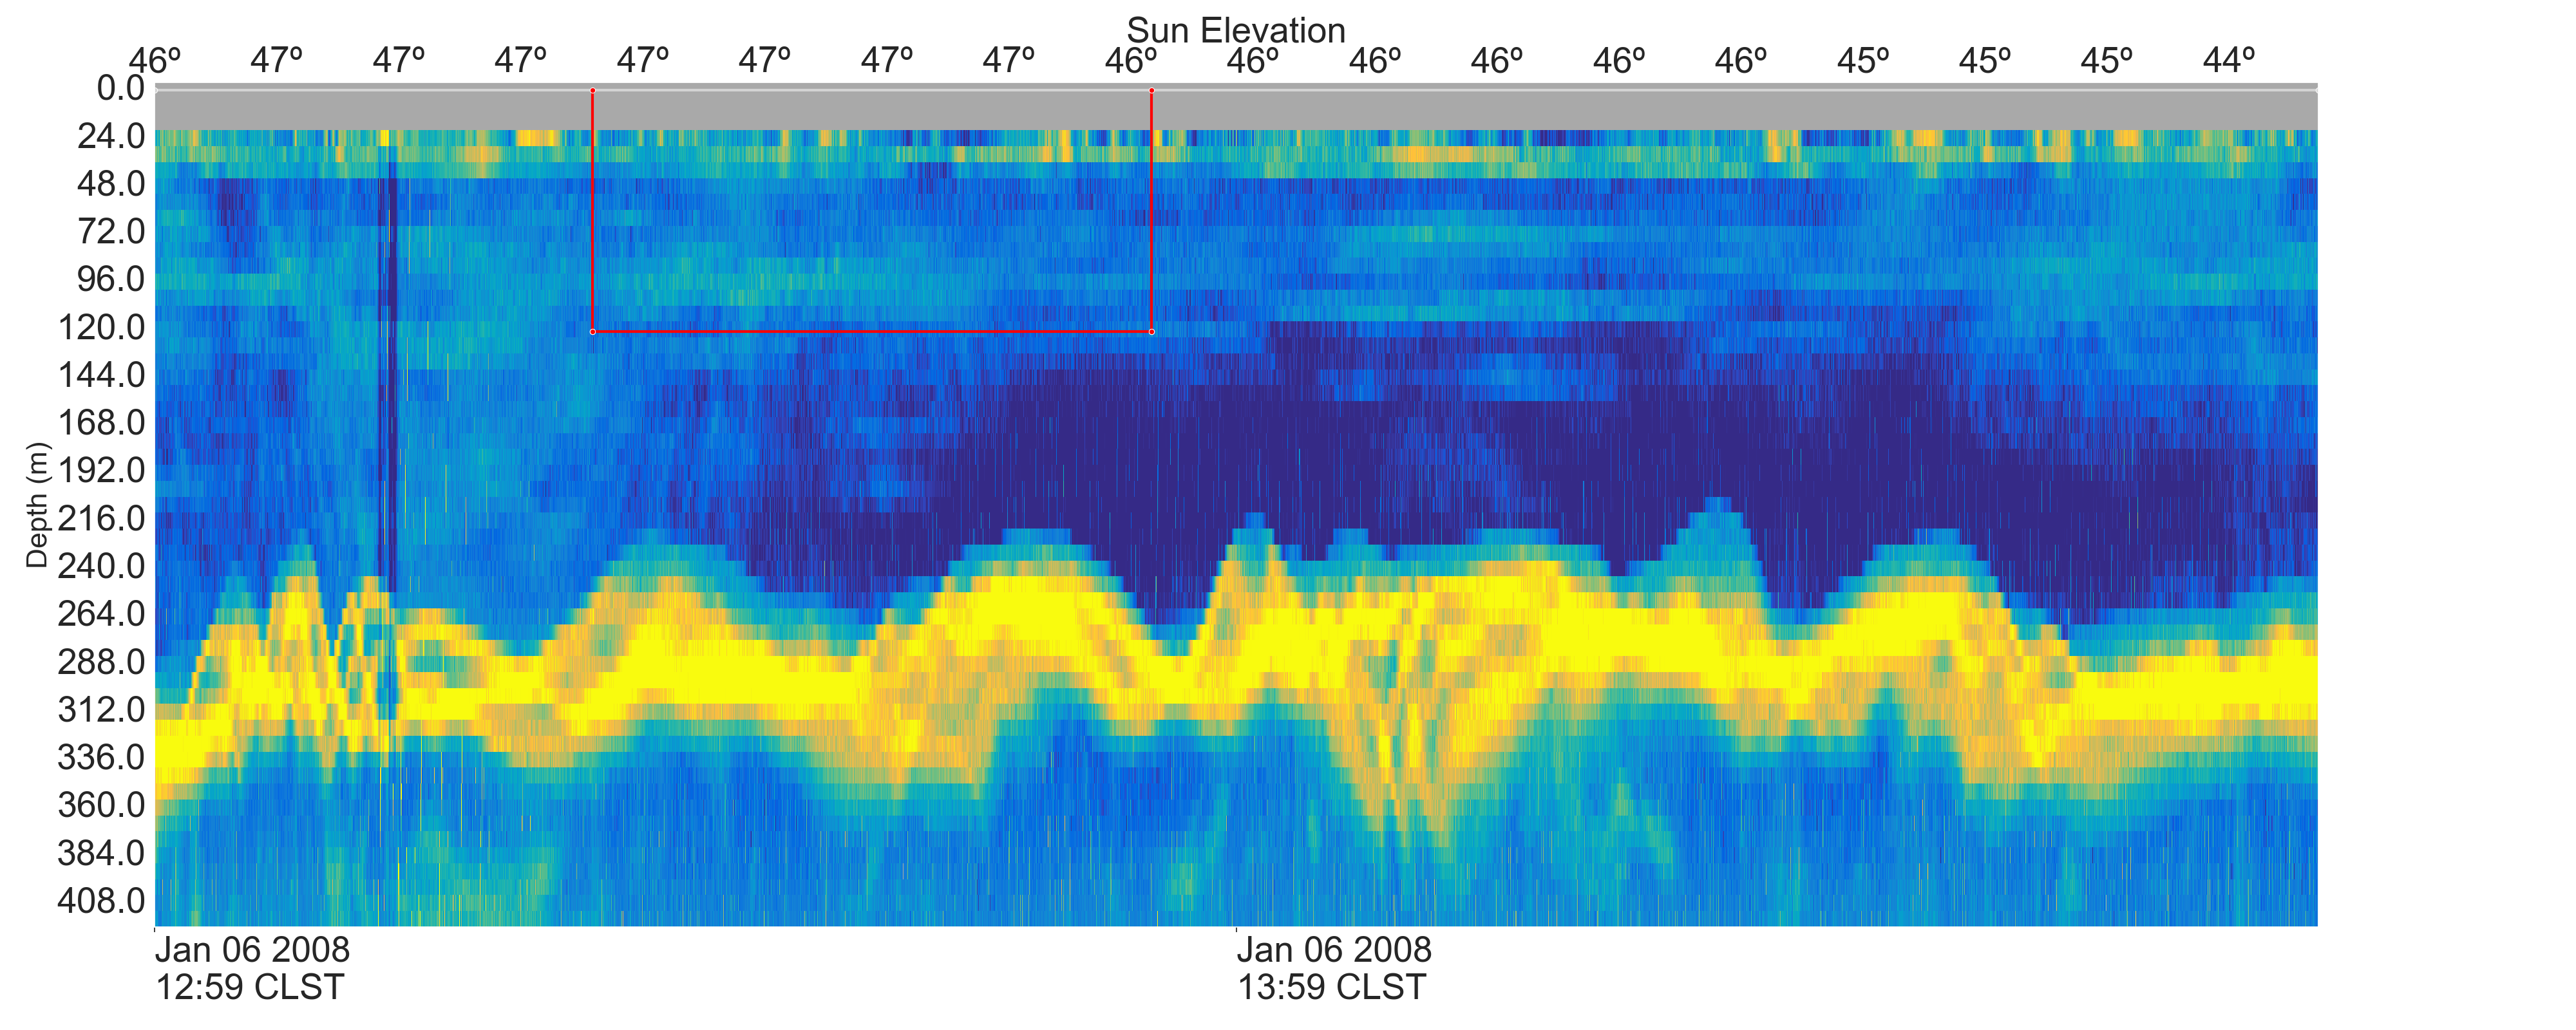 Sun Elevation
46º 47º 47º 47º 47º 47º 47º 47º 46º 46º 46º 46º 46º 46º 45º 45º 45º 44º
0.0
24.0
48.0
72.0
96.0
120.0
144.0
168.0
192.0
216.0
240.0
264.0
288.0
312.0
336.0
360.0
384.0
408.0
Depth (m)
Jan 06 2008
12:59 CLST
Jan 06 2008
13:59 CLST